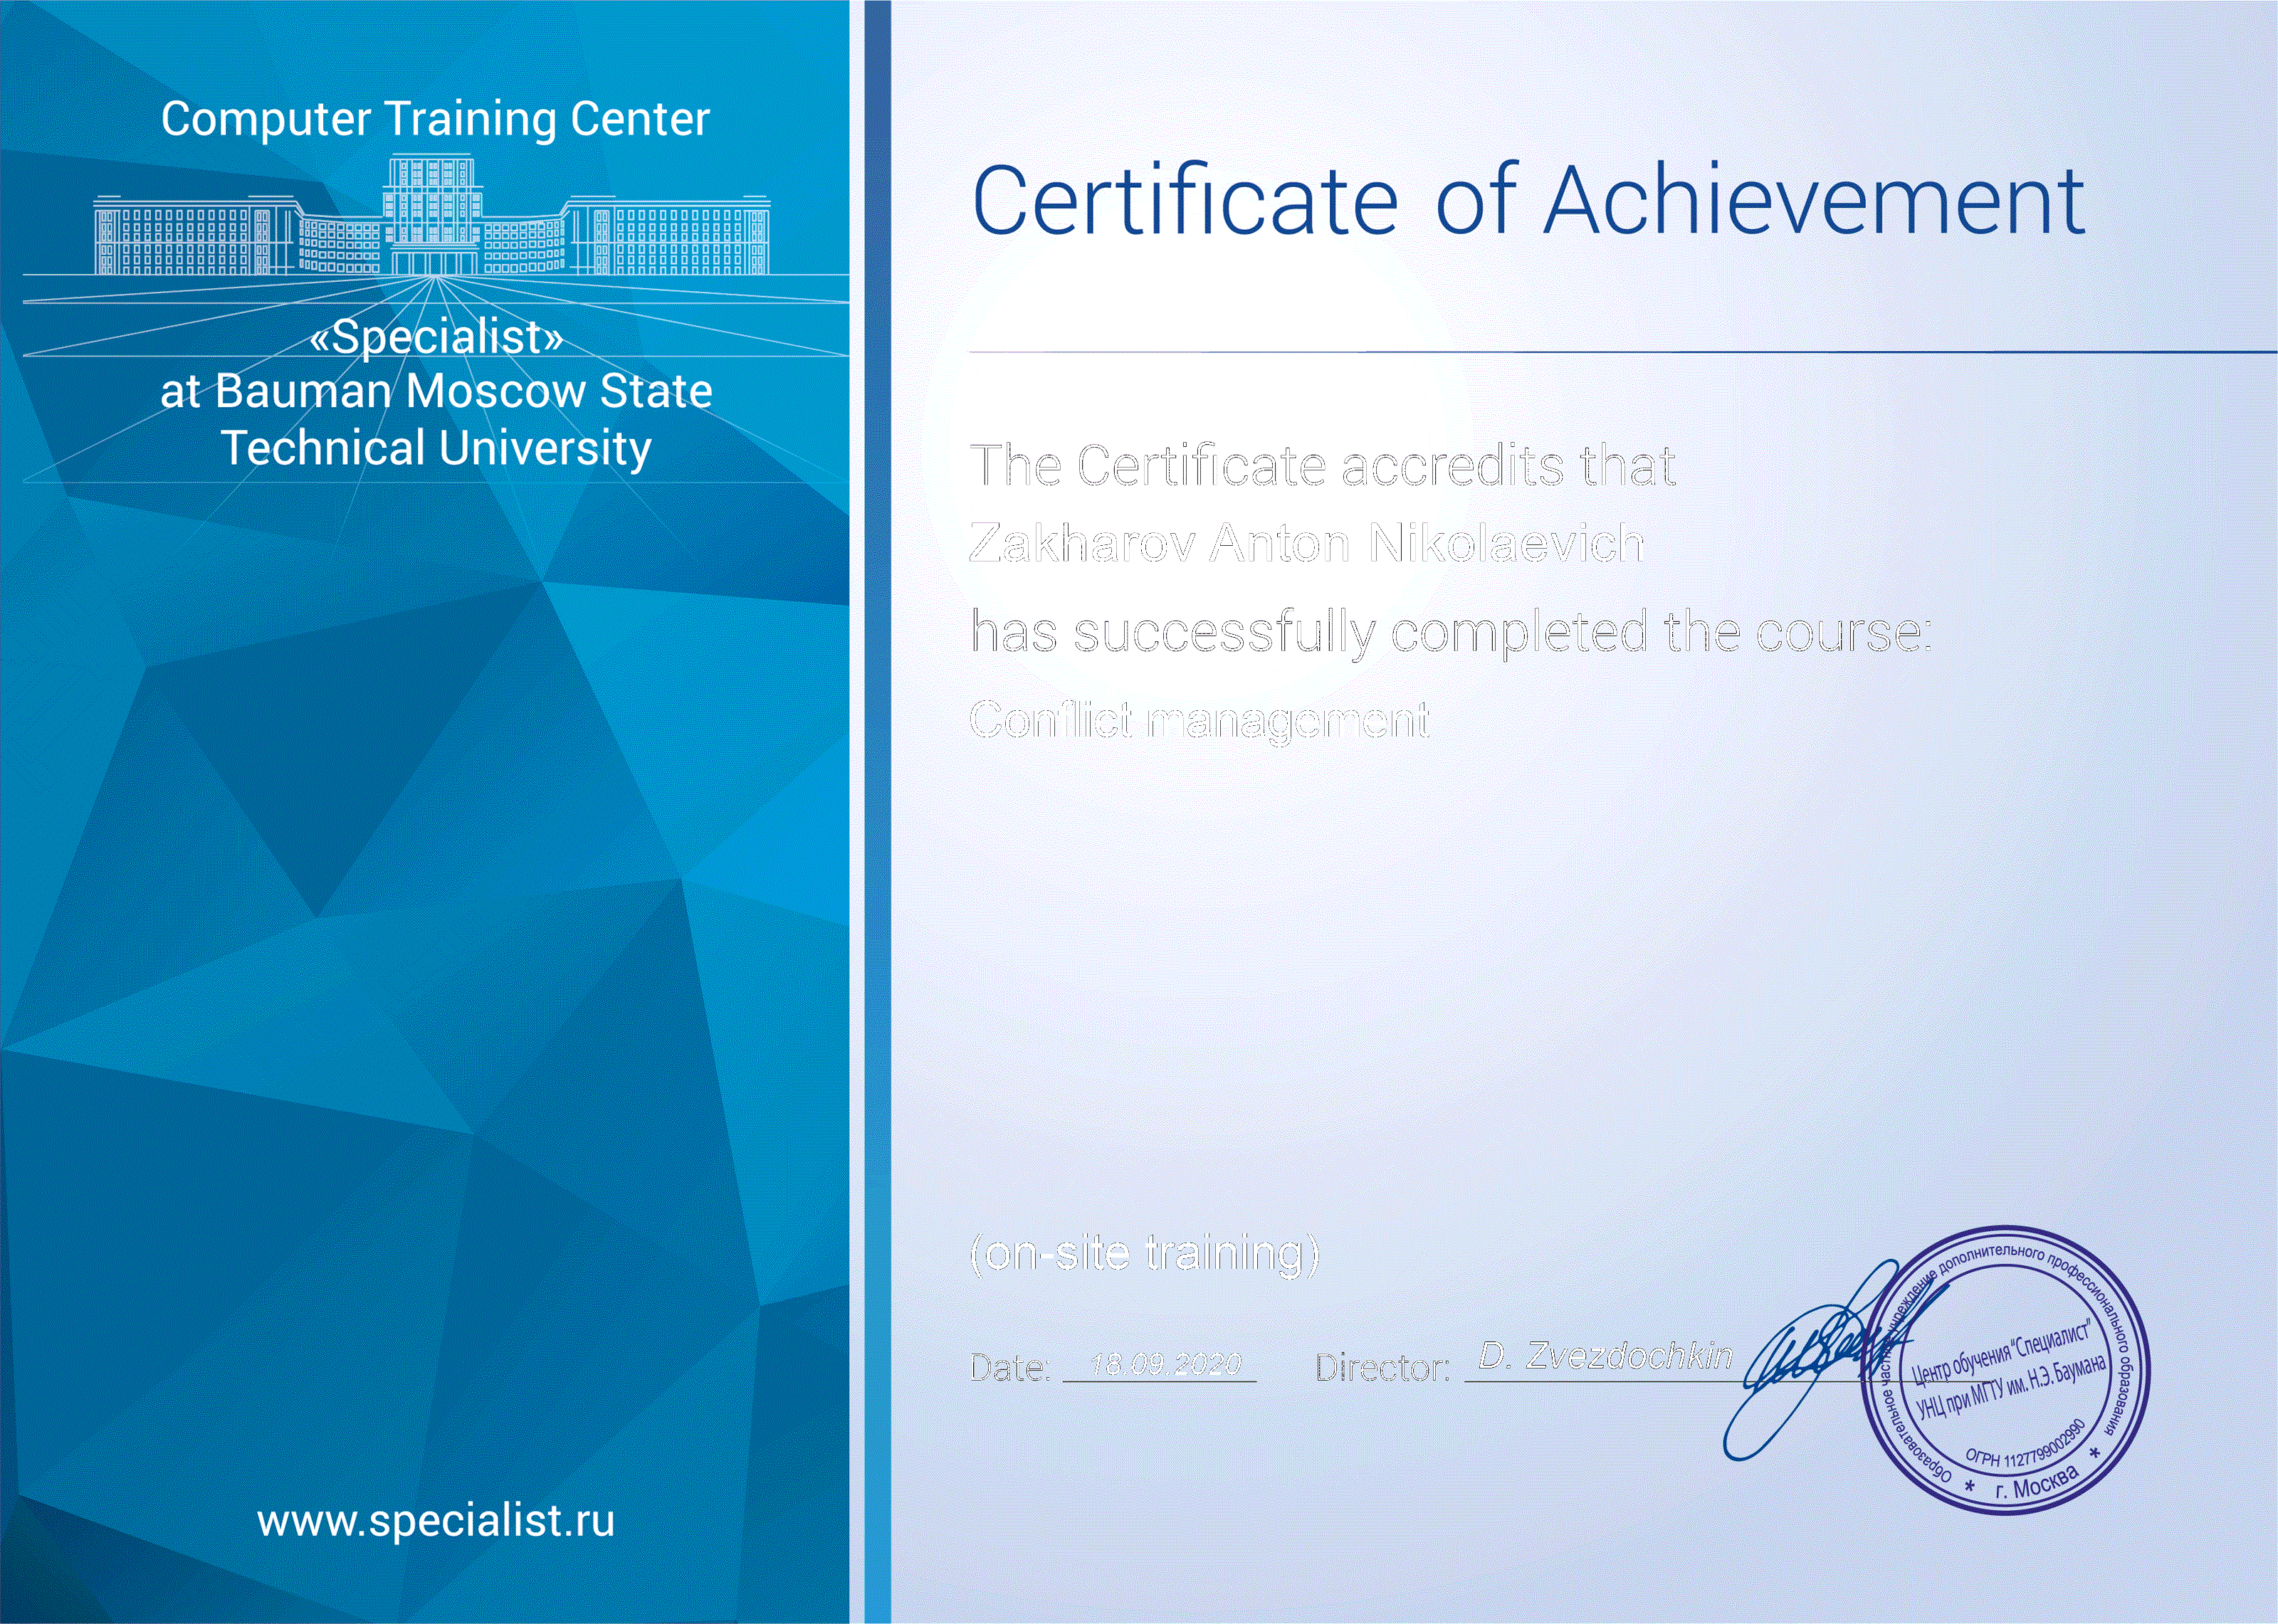 Computer Training Center
«Specialist»
at Bauman Moscow State
Technical University
www.specialist.ru
Certificate of Achievement
The Certificate accredits that
Zakharov Anton Nikolaevich
has successfully completed the course:
Conflict management
(on-site training)
Date: 18.09.2020 Director: D. Zvezdochkin
Образовательное частное учреждение дополнительного профессионального образования
Центр обучения "Специалист"
УНЦ при МГТУ им. Н.Э. Баумана
ОГРН 1127799002990
* г. Москва *